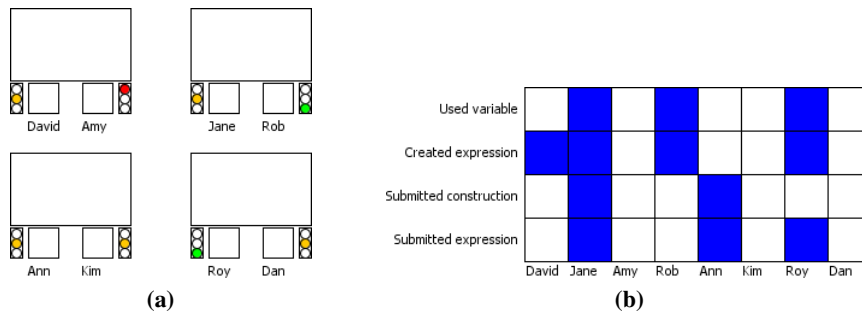 David Amy
Jane Rob
Ann Kim
Roy Dan
(a)
Used variable
Created expression
Submitted construction
Submitted expression
David Jane Amy Rob Ann Kim Roy Dan
(b)